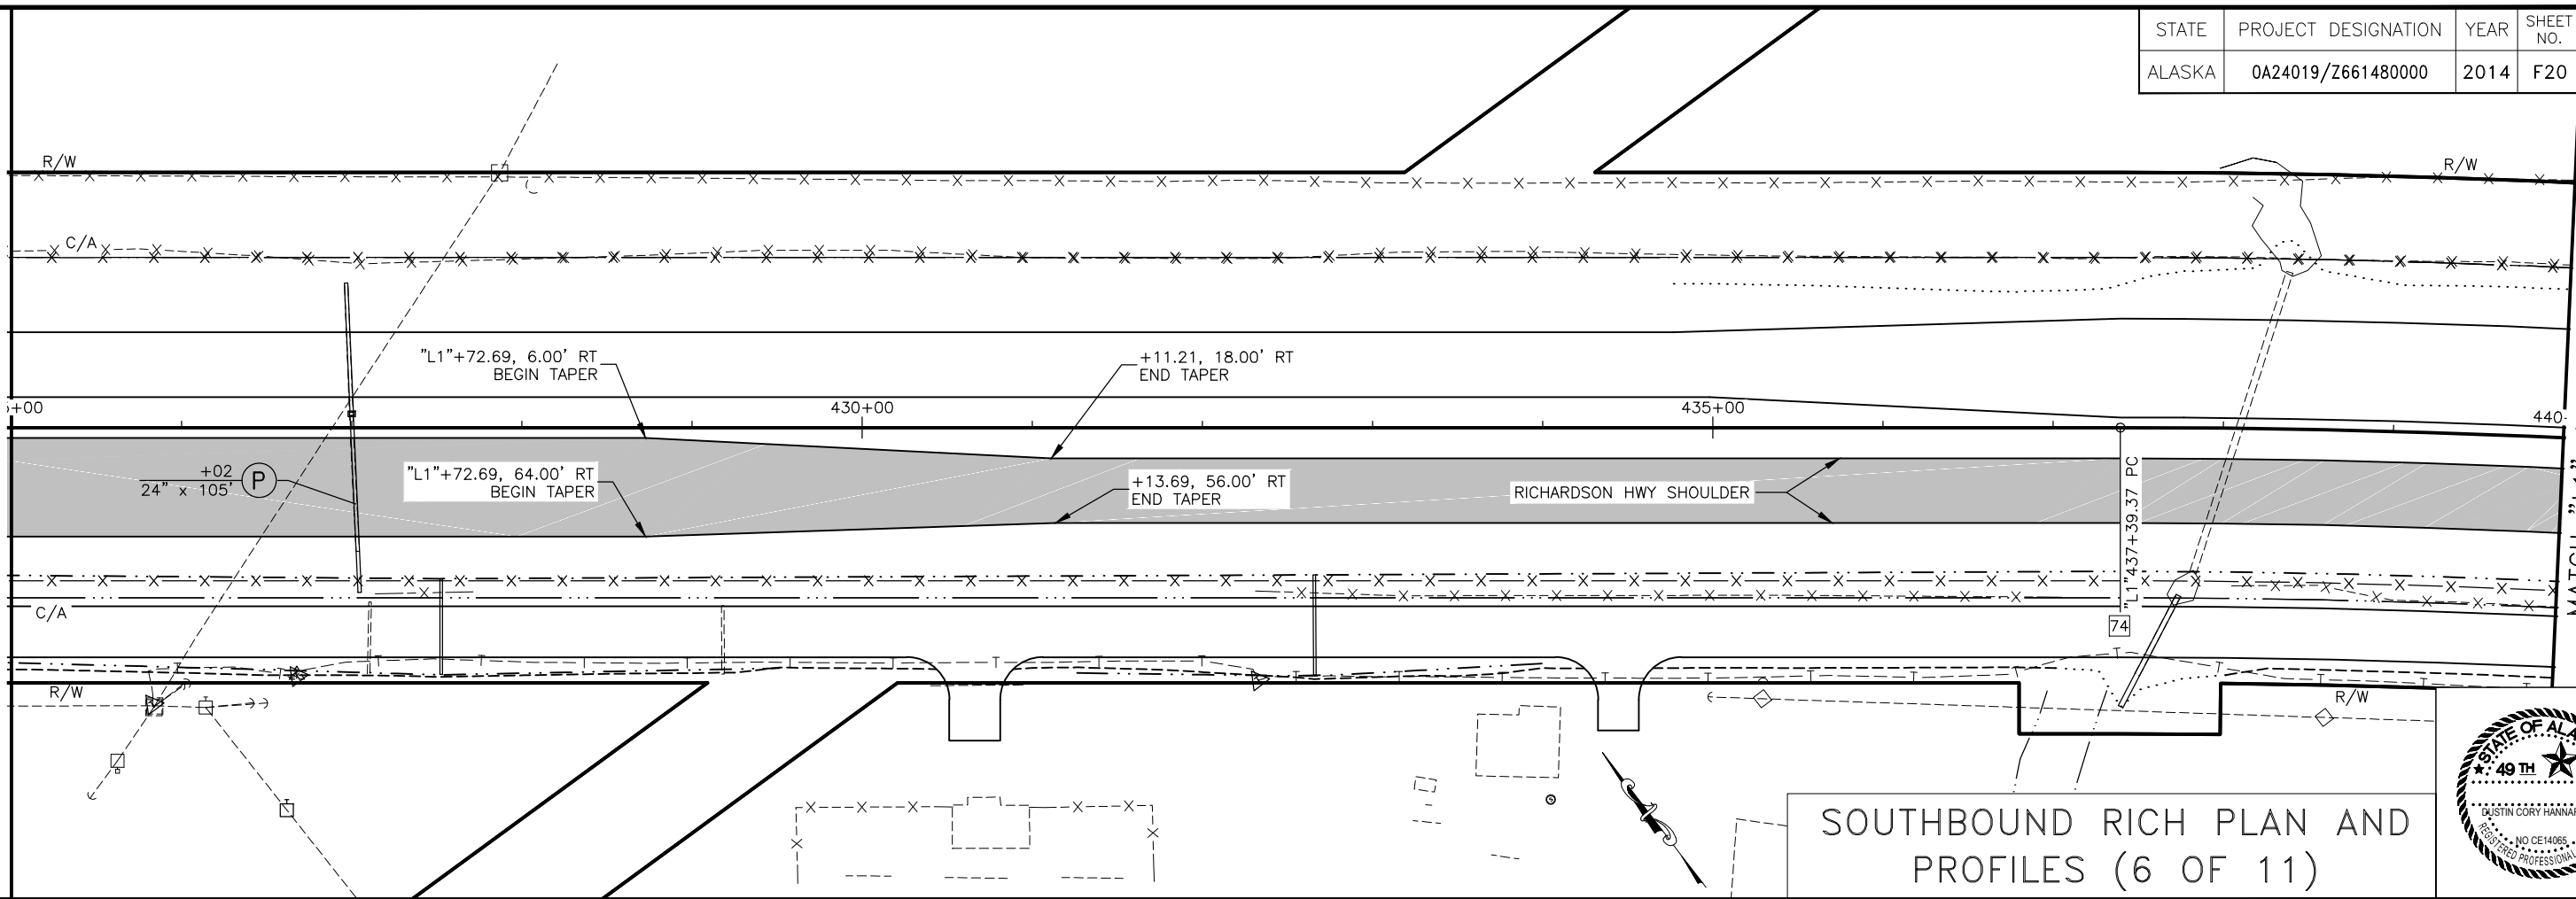 STATE PROJECT DESIGNATION YEAR SHEET NO.
ALASKA 0A24019/Z661480000 2014 F20
R/W
R/W
C/A
"L1"+72.69, 6.00' RT
BEGIN TAPER
+11.21, 18.00' RT
END TAPER
+00
430+00
435+00
440
+02
24" x 105'
P
"L1"+72.69, 64.00' RT
BEGIN TAPER
+13.69, 56.00' RT
END TAPER
RICHARDSON HWY SHOULDER
"L1"437+39.37 PC
74
C/A
R/W
R/W
SOUTHBOUND RICH PLAN AND
PROFILES (6 OF 11)
STATE OF
49 TH
DUSTIN CORY
NO CE14065
REGISTERED PROFESSIONAL